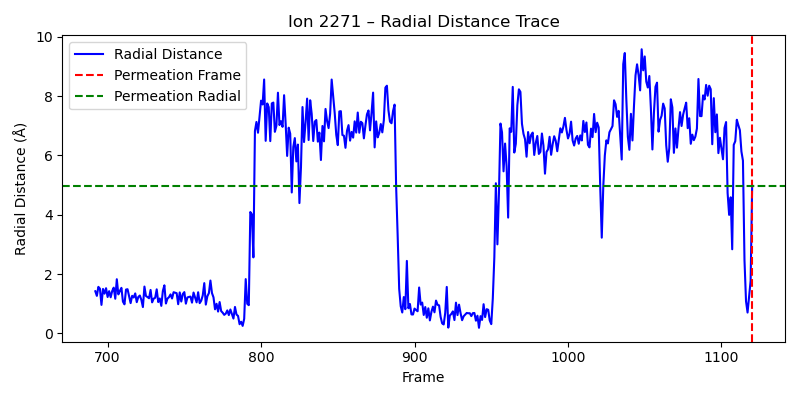 Ion 2271 – Radial Distance Trace
Radial Distance
Permeation Frame
Permeation Radial
Radial Distance (Å)
10
8
6
4
2
0
700
800
900
1000
1100
Frame